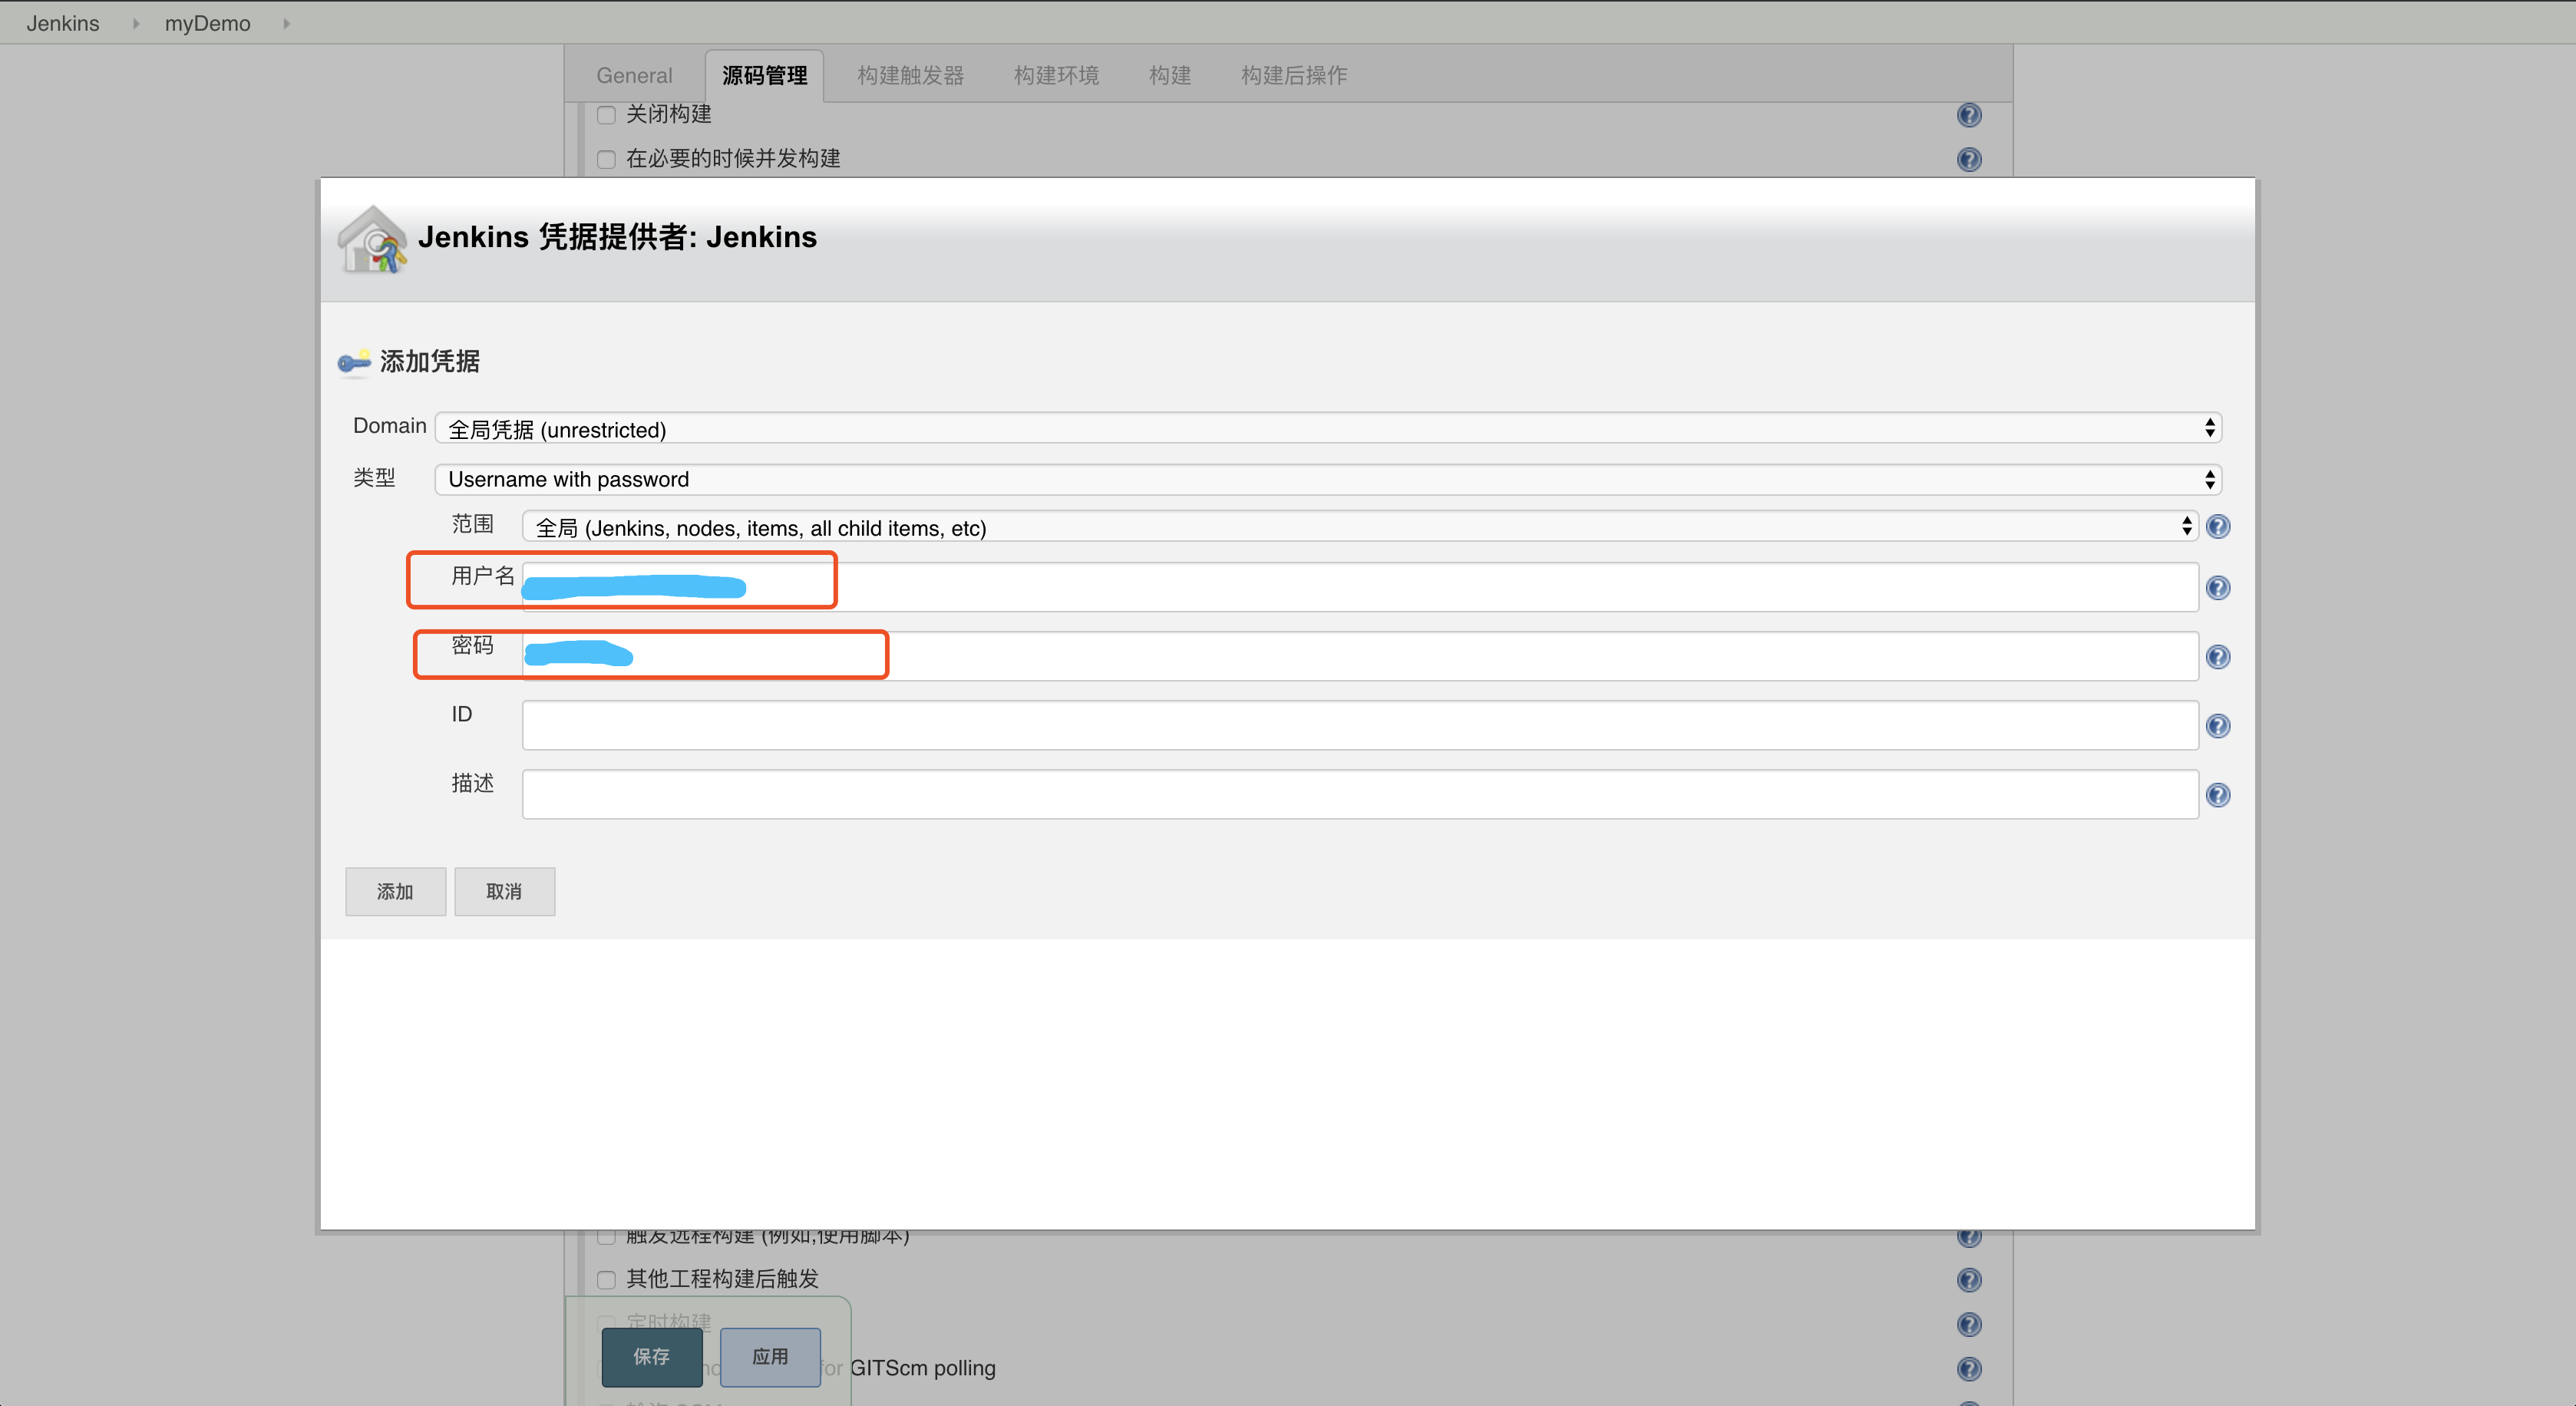 Jenkins myDemo
General 源码管理 构建触发器 构建环境 构建 构建后操作
关闭构建
在必要的时候并发构建
Jenkins 凭据提供者: Jenkins
添加凭据
Domain 全局凭据 (unrestricted)
类型 Username with password
范围 全局 (Jenkins, nodes, items, all child items, etc)
用户名
密码
ID
描述
添加 取消
触发远程构建 (例如,使用脚本)
其他工程构建后触发
定时构建
保存 应用 for GITScm polling